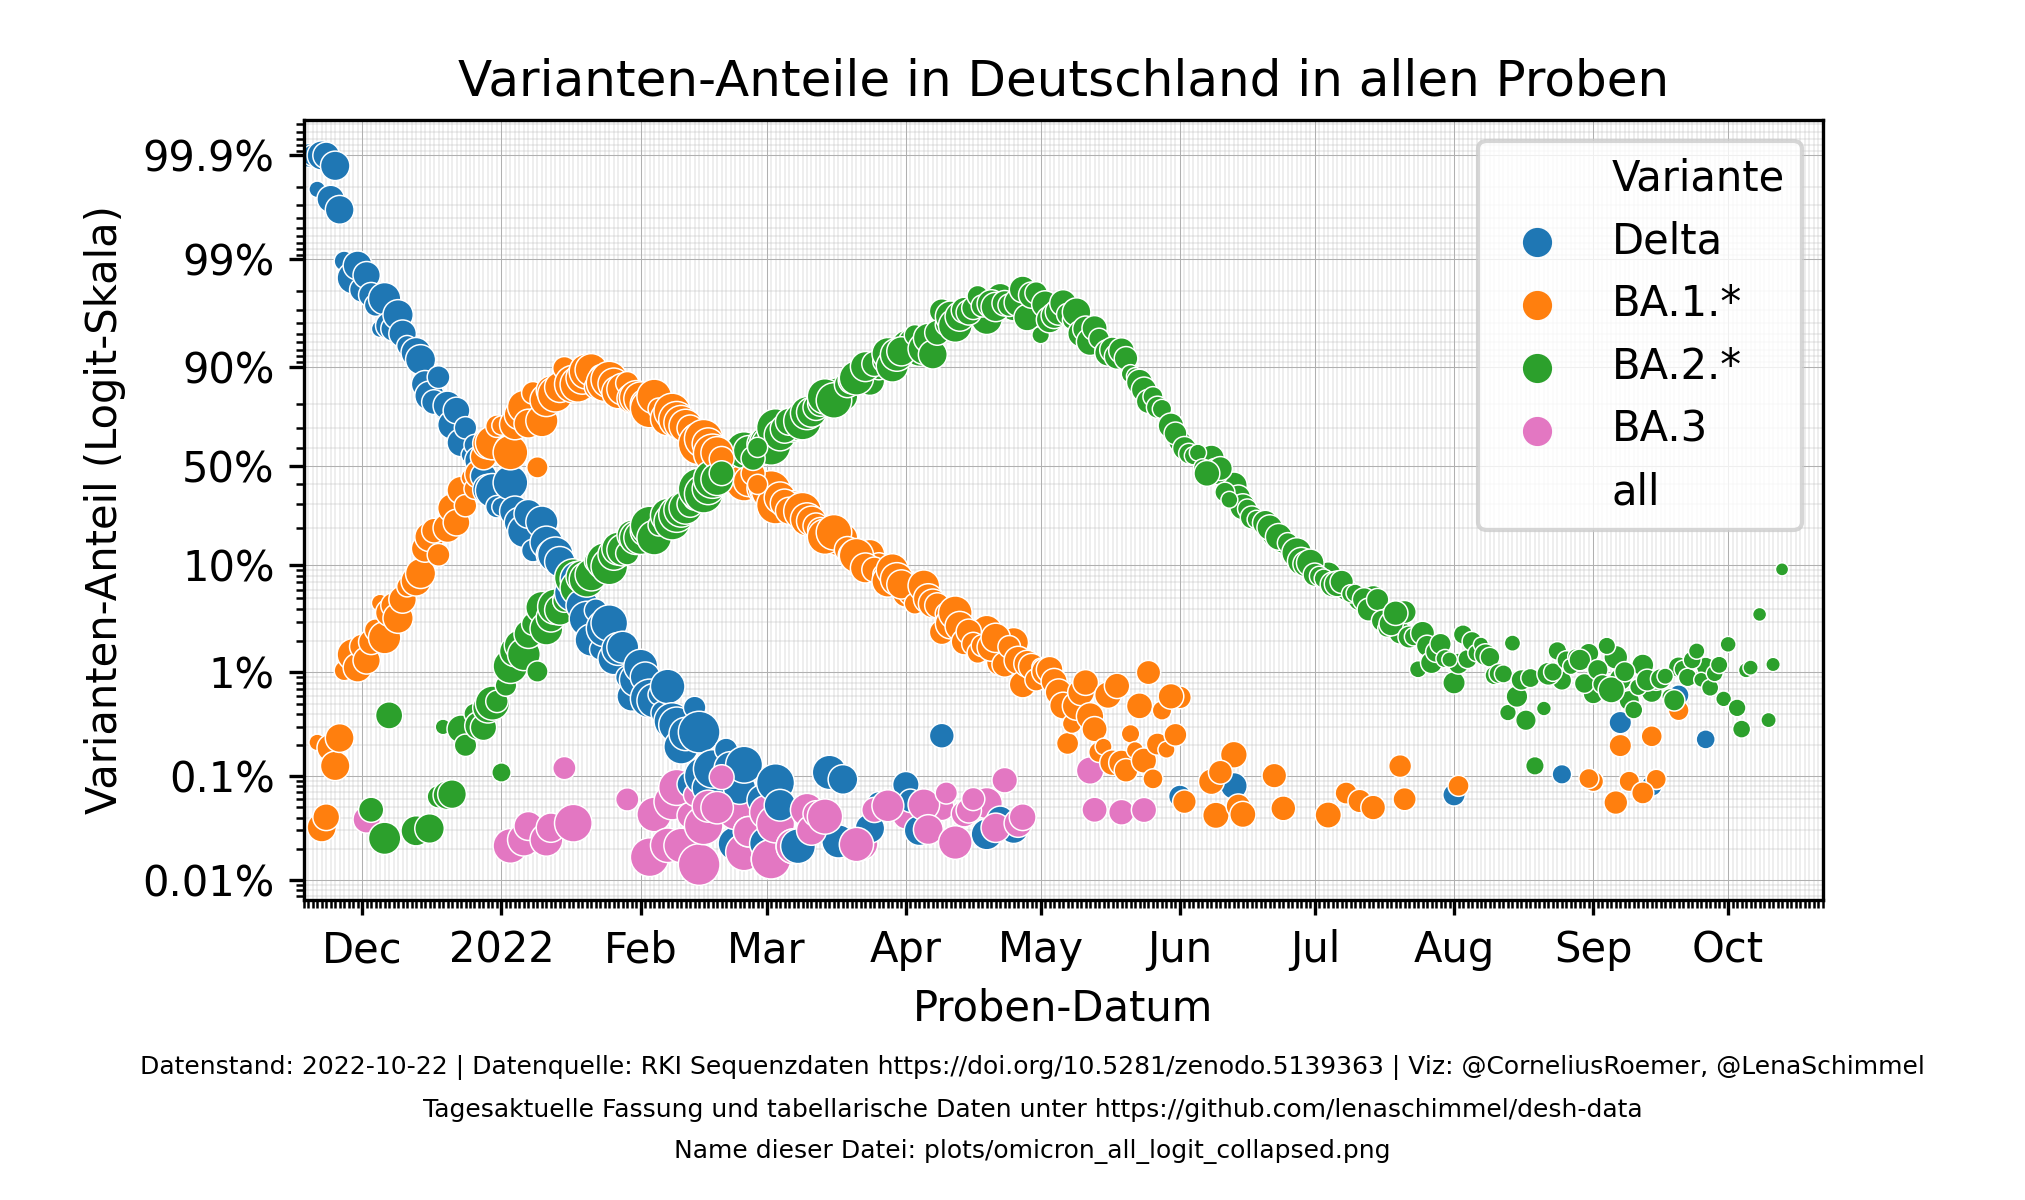 Varianten-Anteile in Deutschland in allen Proben
Varianten-Anteil (Logit-Skala)
99.9%
99%
90%
50%
10%
1%
0.1%
0.01%
Variante
Delta
BA.1.*
BA.2.*
BA.3
all
Dec 2022 Feb Mar Apr May Jun Jul Aug Sep Oct
Proben-Datum
Datenstand: 2022-10-22 | Datenquelle: RKI Sequenzdaten https://doi.org/10.5281/zenodo.5139363 | Viz: @CorneliusRoemer, @LenaSchimmel
Tagesaktuelle Fassung und tabellarische Daten unter https://github.com/lenaschimmel/desh-data
Name dieser Datei: plots/omicron_all_logit_collapsed.png